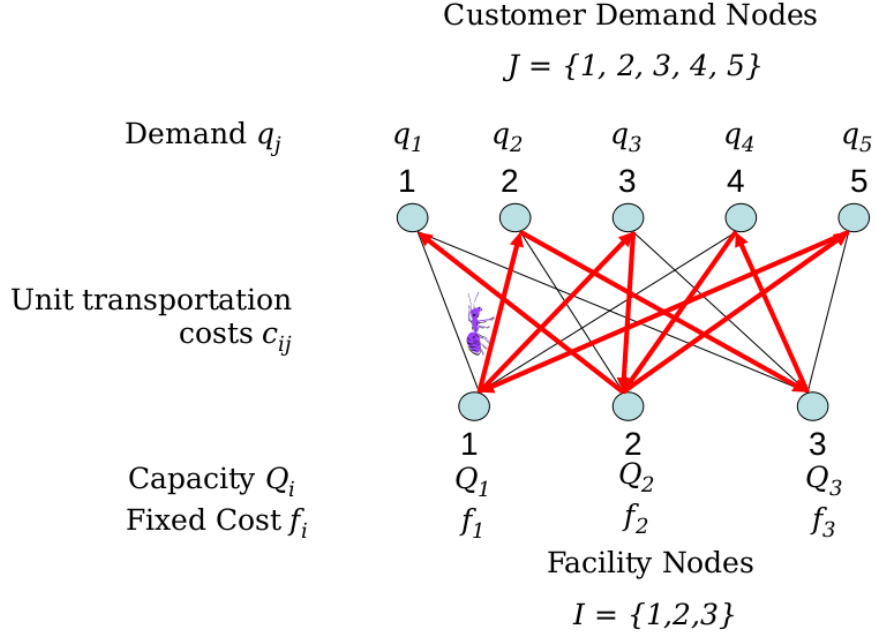 Customer Demand Nodes
J = {1, 2, 3, 4, 5}
Demand qj q1 q2 q3 q4 q5
1 2 3 4 5
Unit transportation
costs cij
1 2 3
Capacity Qi Q1 Q2 Q3
Fixed Cost fi f1 f2 f3
Facility Nodes
I = {1,2,3}